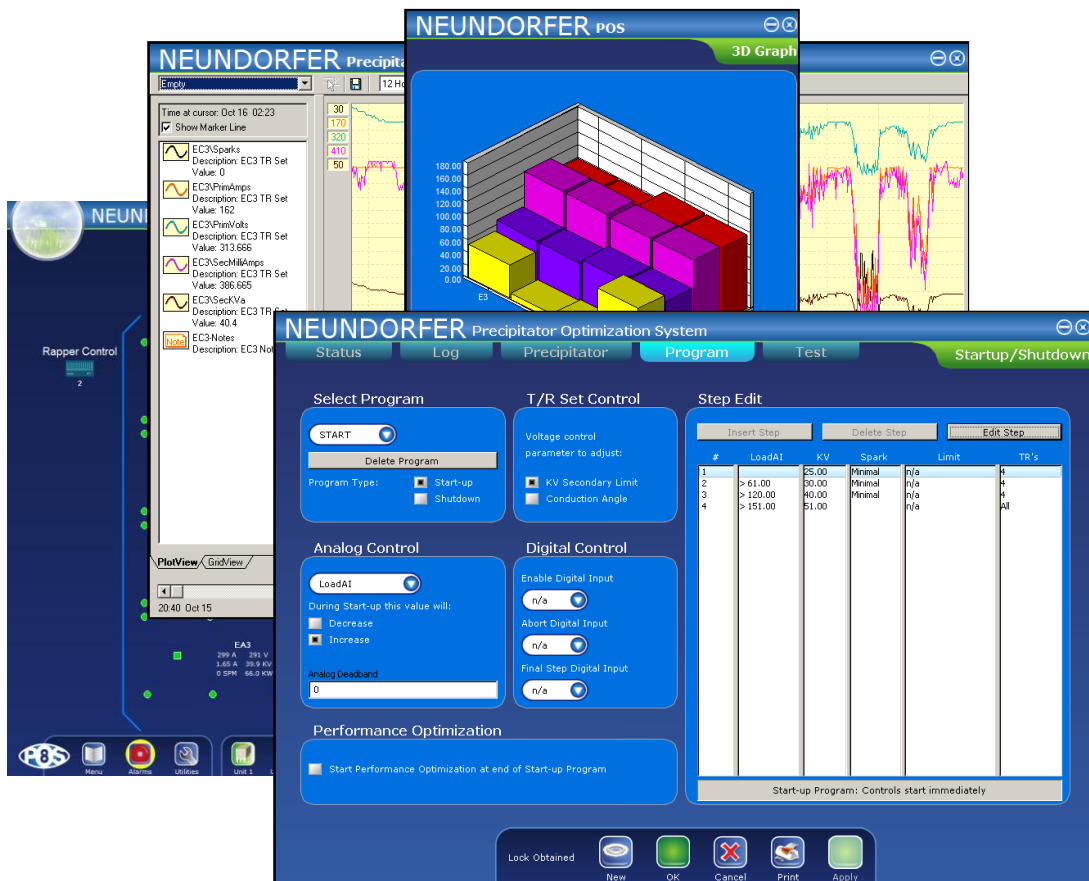 NEUNDORFER POS
3D Graph
180.00
160.00
140.00
120.00
100.00
80.00
60.00
40.00
20.00
0.00
E3
NEUNDORFER
Empty
Time at cursor: Oct 16 02:23
Show Marker Line
EC3\Sparks
Description: EC3 TR Set
Value: 0
EC3\PrimAmps
Description: EC3 TR Set
Value: 162
EC3\PrimVolts
Description: EC3 TR Set
Value: 313.666
EC3\SecMilliAmps
Description: EC3 TR Set
Value: 386.665
EC3\SecKVa
Description: EC3 TR
Value: 40.4
Note
EC3-Notes
Description: EC3
30
170
320
410
50
PlotView GridView
20:40 Oct 15
Rapper Control
2
EA3
299 A 291 V
1.65 A 39.9 KV
0 SPM 66.0 KW
P8S
Menu
Alarms
Utilities
Unit 1
NEUNDORFER Precipitator Optimization System
Status Log Precipitator Program Test Startup/Shutdown
Select Program
START
Delete Program
Program Type:
Start-up
Shutdown
T/R Set Control
Voltage control
parameter to adjust:
KV Secondary Limit
Conduction Angle
Analog Control
LoadAI
During Start-up this value will:
Decrease
Increase
Analog Deadband
0
Digital Control
Enable Digital Input
n/a
Abort Digital Input
n/a
Final Step Digital Input
n/a
Performance Optimization
Start Performance Optimization at end of Start-up Program
Step Edit
Insert Step Delete Step Edit Step
# LoadAI KV Spark Limit TR's
1 25.00 Minimal n/a 4
2 > 61.00 30.00 Minimal n/a 4
3 > 120.00 40.00 Minimal n/a 4
4 > 151.00 51.00 n/a All
Start-up Program: Controls start immediately
Lock Obtained
New
OK
Cancel
Print
Apply